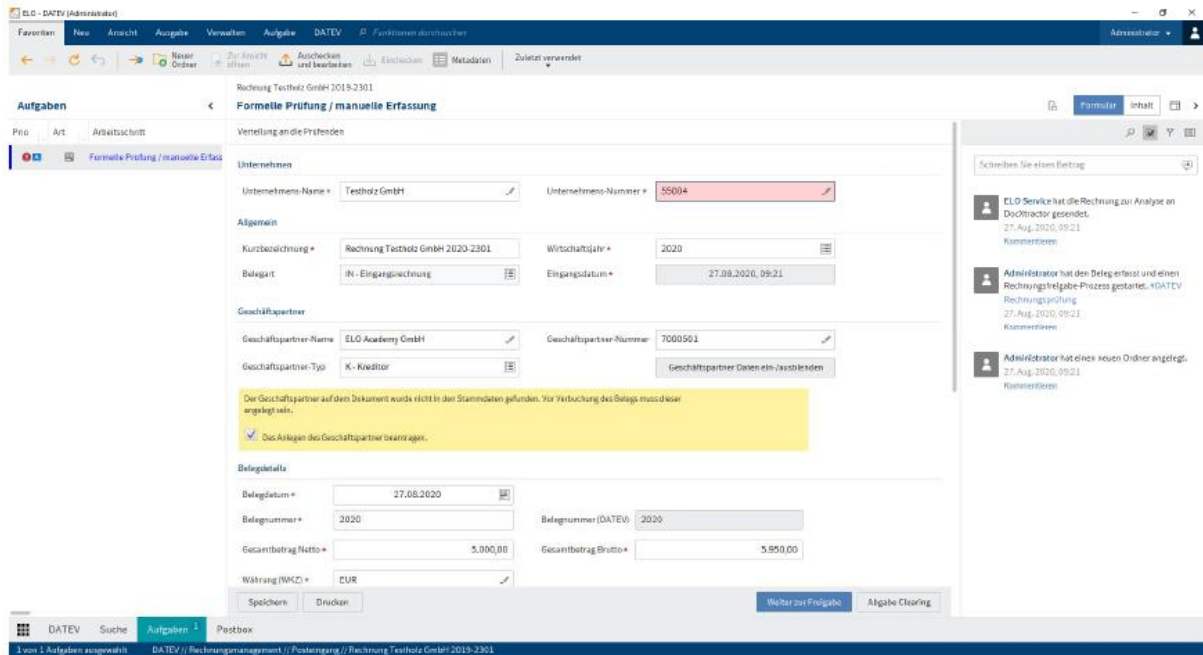 ELO - DATEV (Administrator)
Favoriten Neu Ansicht Ausgabe Verwalten Aufgabe DATEV Funktionen durchsuchen Administrator
Neuer Ordner Zur Ansicht öffnen Auschecken und bearbeiten Einchecken Metadaten Zuletzt verwendet
Rechnung Testholz GmbH 2019-2301
Aufgaben Formelle Prüfung / manuelle Erfassung Formular Inhalt
Prio Art Arbeitsschritt Verteilung an die Prüfenden
Formelle Prüfung / manuelle Erfass
Unternehmen
Unternehmens-Name * Testholz GmbH Unternehmens-Nummer * 55004
Allgemein
Kurzbezeichnung * Rechnung Testholz GmbH 2020-2301 Wirtschaftsjahr * 2020
Belegart IN - Eingangsrechnung Eingangsdatum * 27.08.2020, 09:21
Geschäftspartner
Geschäftspartner-Name ELO Academy GmbH Geschäftspartner-Nummer 7000501
Geschäftspartner-Typ K - Kreditor Geschäftspartner Daten ein-/ausblenden
Der Geschäftspartner auf dem Dokument wurde nicht in den Stammdaten gefunden. Vor Verbuchung des Belegs muss dieser
angelegt sein.
Das Anlegen des Geschäftspartner beantragen.
Belegdetails
Belegdatum * 27.08.2020
Belegnummer * 2020 Belegnummer (DATEV) 2020
Gesamtbetrag Netto * 5.000,00 Gesamtbetrag Brutto * 5.950,00
Währung (WKZ) * EUR
Speichern Drucken Weiter zur Freigabe Abgabe Clearing
Schreiben Sie einen Beitrag
ELO Service hat die Rechnung zur Analyse an
DocXtractor gesendet.
27. Aug. 2020, 09:21
Kommentieren
Administrator hat den Beleg erfasst und einen
Rechnungsfreigabe-Prozess gestartet. #DATEV
Rechnungsprüfung
27. Aug. 2020, 09:21
Kommentieren
Administrator hat einen neuen Ordner angelegt.
27. Aug. 2020, 09:21
Kommentieren
DATEV Suche Aufgaben 1 Postbox
1 von 1 Aufgaben ausgewählt DATEV // Rechnungsmanagement // Posteingang // Rechnung Testholz GmbH 2019-2301